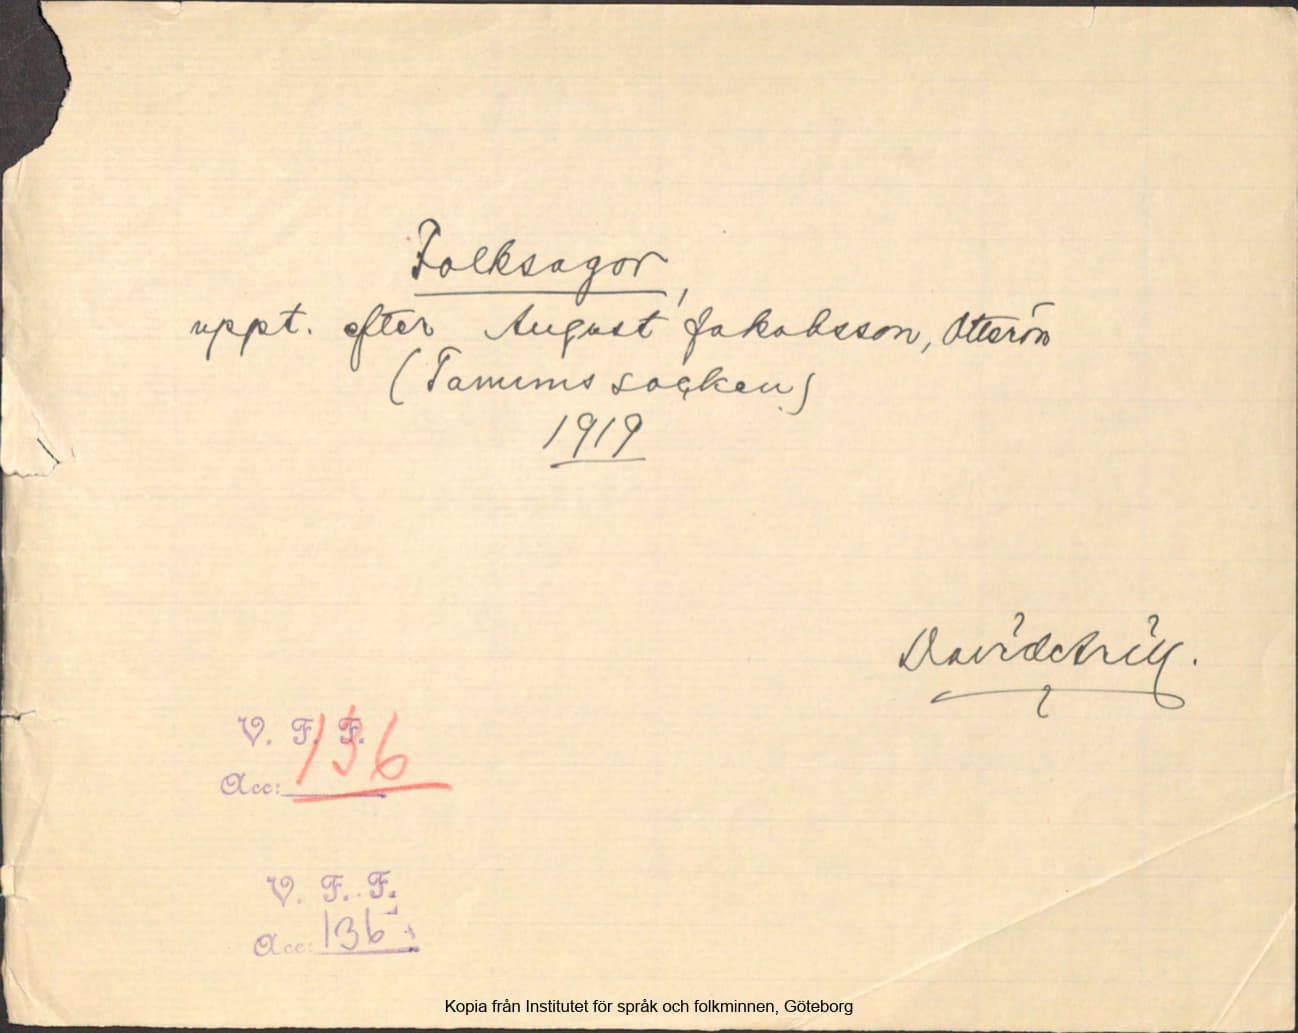 Folksagor,
uppt. efter August Jakobsson, Otterön
(Tanums socken)
1919
David Arill.
V. F. F.
Acc: 136
V. F. F.
Acc: 136
Kopia från Institutet för språk och folkminnen, Göteborg